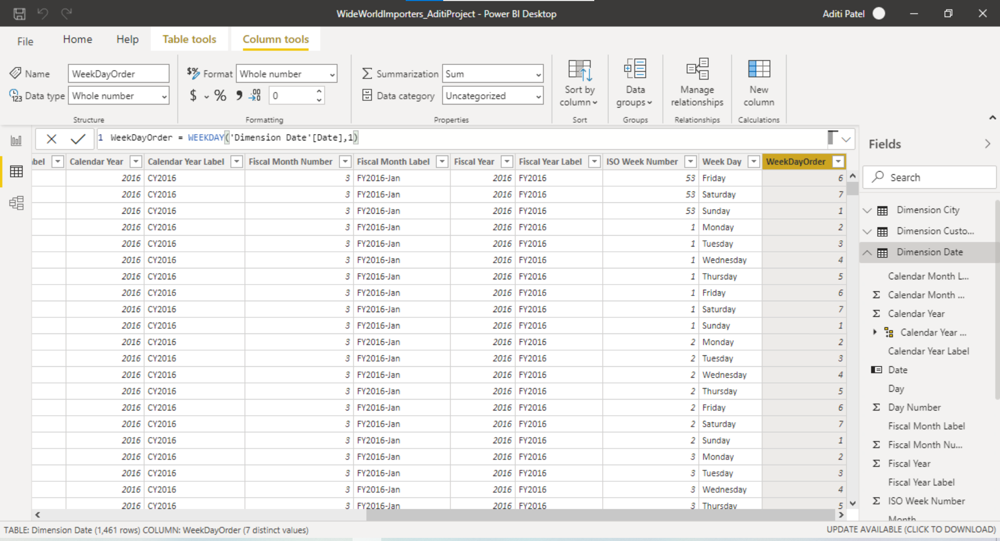 WideWorldImporters_AditiProject - Power BI Desktop
Aditi Patel
File Home Help Table tools Column tools
Name WeekDayOrder
Data type Whole number
Structure
$% Format Whole number
$ % 0
Formatting
Summarization Sum
Data category Uncategorized
Properties
Sort by column
Sort
Data groups
Groups
Manage relationships
Relationships
New column
Calculations
1 WeekDayOrder = WEEKDAY('Dimension Date'[Date],1)
bel Calendar Year Calendar Year Label Fiscal Month Number Fiscal Month Label Fiscal Year Fiscal Year Label ISO Week Number Week Day WeekDayOrder
2016 CY2016 3 FY2016-Jan 2016 FY2016 53 Friday 6
2016 CY2016 3 FY2016-Jan 2016 FY2016 53 Saturday 7
2016 CY2016 3 FY2016-Jan 2016 FY2016 53 Sunday 1
2016 CY2016 3 FY2016-Jan 2016 FY2016 1 Monday 2
2016 CY2016 3 FY2016-Jan 2016 FY2016 1 Tuesday 3
2016 CY2016 3 FY2016-Jan 2016 FY2016 1 Wednesday 4
2016 CY2016 3 FY2016-Jan 2016 FY2016 1 Thursday 5
2016 CY2016 3 FY2016-Jan 2016 FY2016 1 Friday 6
2016 CY2016 3 FY2016-Jan 2016 FY2016 1 Saturday 7
2016 CY2016 3 FY2016-Jan 2016 FY2016 1 Sunday 1
2016 CY2016 3 FY2016-Jan 2016 FY2016 2 Monday 2
2016 CY2016 3 FY2016-Jan 2016 FY2016 2 Tuesday 3
2016 CY2016 3 FY2016-Jan 2016 FY2016 2 Wednesday 4
2016 CY2016 3 FY2016-Jan 2016 FY2016 2 Thursday 5
2016 CY2016 3 FY2016-Jan 2016 FY2016 2 Friday 6
2016 CY2016 3 FY2016-Jan 2016 FY2016 2 Saturday 7
2016 CY2016 3 FY2016-Jan 2016 FY2016 2 Sunday 1
2016 CY2016 3 FY2016-Jan 2016 FY2016 3 Monday 2
2016 CY2016 3 FY2016-Jan 2016 FY2016 3 Tuesday 3
2016 CY2016 3 FY2016-Jan 2016 FY2016 3 Wednesday 4
2016 CY2016 3 FY2016-Jan 2016 FY2016 3 Thursday 5
Fields
Search
Dimension City
Dimension Custo...
Dimension Date
Calendar Month L...
Σ Calendar Month ...
Σ Calendar Year
Calendar Year ...
Calendar Year Label
Date
Day
Σ Day Number
Fiscal Month Label
Σ Fiscal Month Nu...
Σ Fiscal Year
Fiscal Year Label
Σ ISO Week Number
Month
TABLE: Dimension Date (1,461 rows) COLUMN: WeekDayOrder (7 distinct values)
UPDATE AVAILABLE (CLICK TO DOWNLOAD)